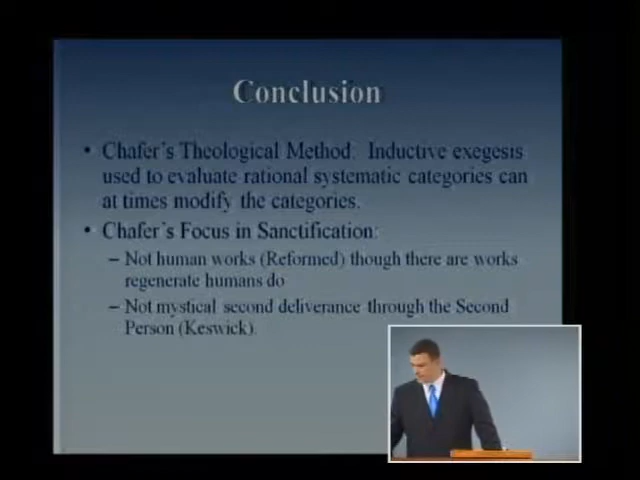 Conclusion
• Chafer's Theological Method: Inductive exegesis
used to evaluate rational systematic categories can
at times modify the categories.
• Chafer's Focus in Sanctification:
– Not human works (Reformed) though there are works
regenerate humans do
– Not mystical second deliverance through the Second
Person (Keswick)